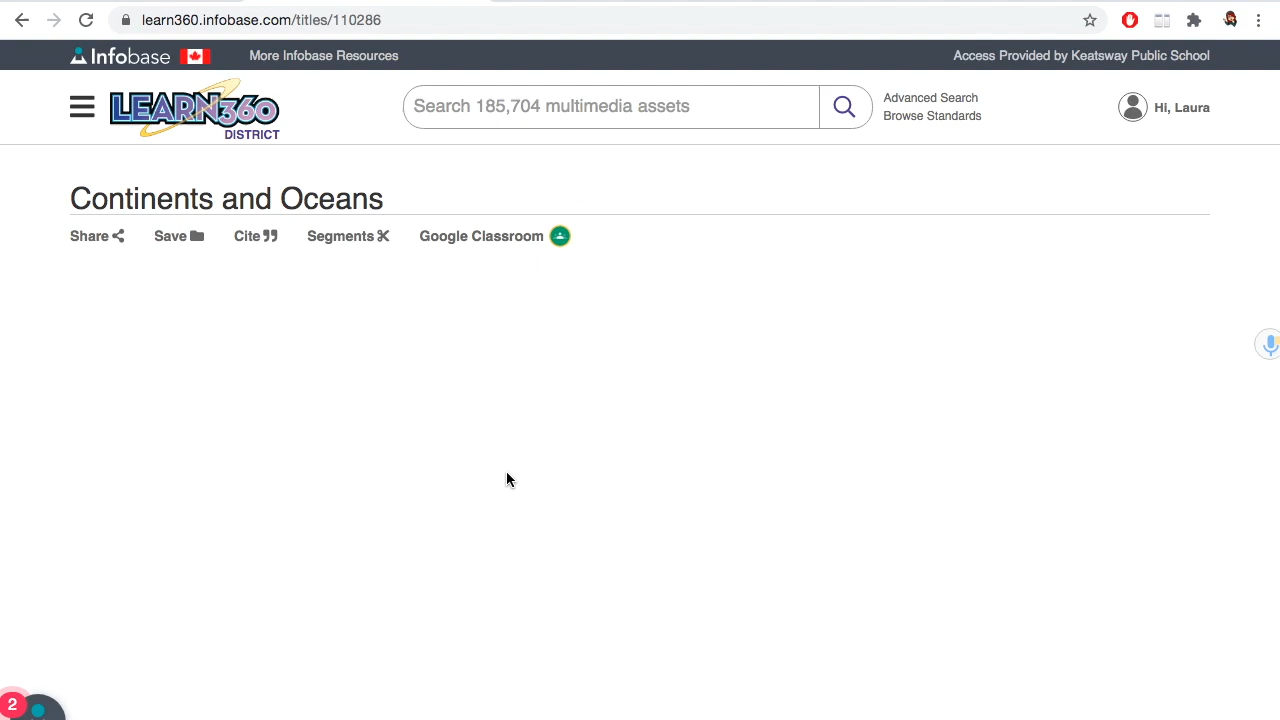 learn360.infobase.com/titles/110286
Infobase
More Infobase Resources
Access Provided by Keatsway Public School
LEARN360
DISTRICT
Search 185,704 multimedia assets
Advanced Search
Browse Standards
Hi, Laura
Continents and Oceans
Share
Save
Cite
Segments
Google Classroom
2